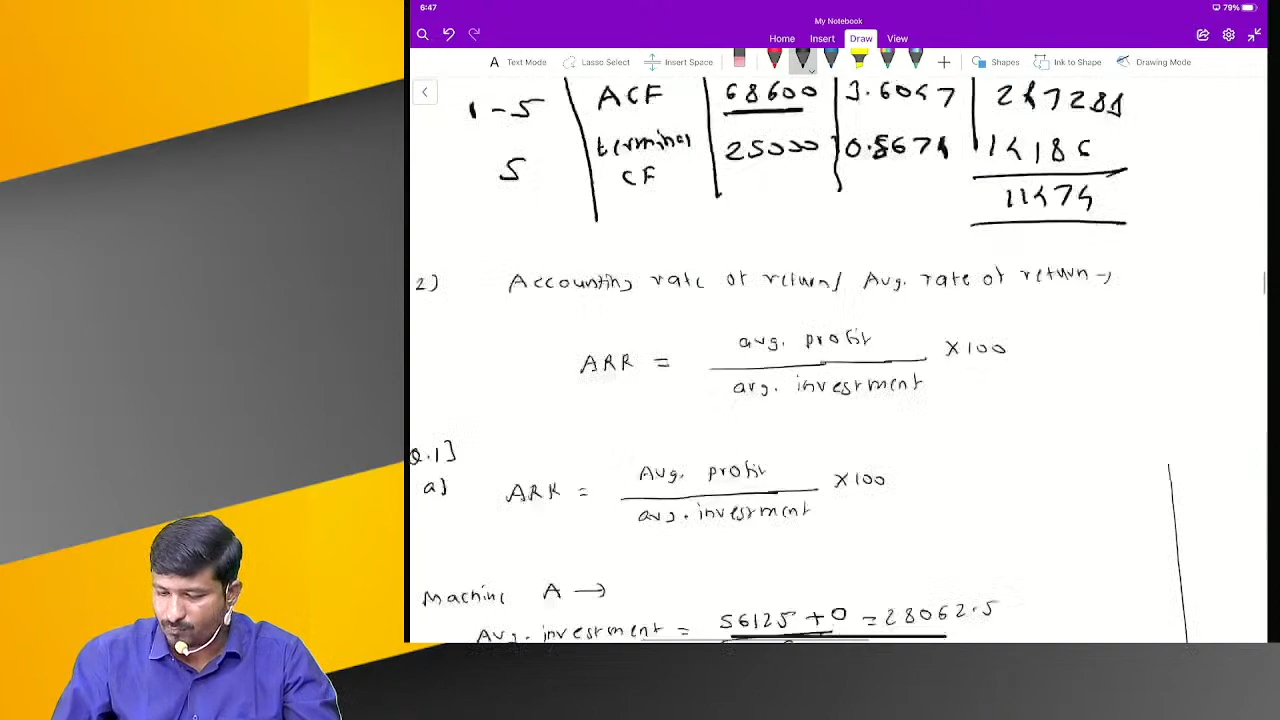 6:47
79%
My Notebook
Home Insert Draw View
Text Mode Lasso Select Insert Space Shapes Ink to Shape Drawing Mode
1-5 ACF 68600 3.6047 247284
5 terminal CF 25000 0.5674 14186
11474
2) Accounting rate of return/ Avg. rate of return →
ARR = avg. profit / avg. investment × 100
Q.1]
a] ARR = Avg. profit / avg. investment × 100
Machine A →
Avg. investment = 56125 + 0 = 28062.5